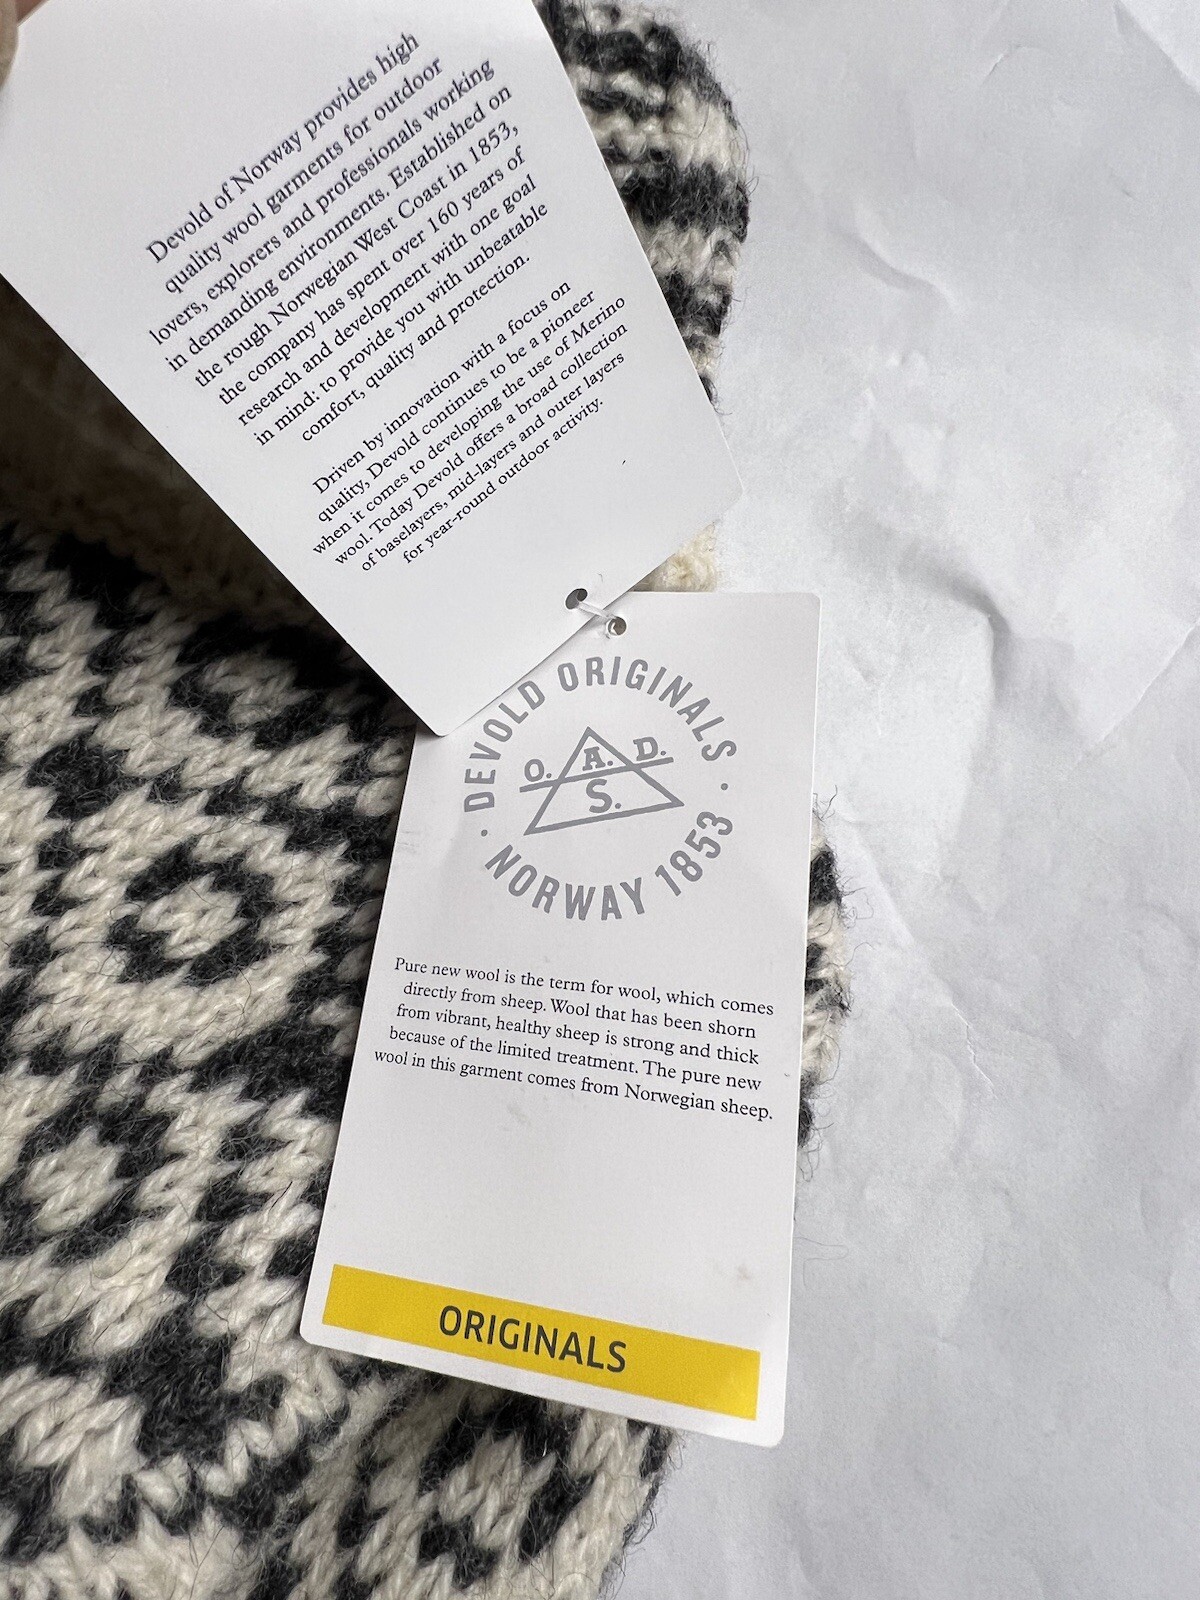 Devold of Norway provides high
quality wool garments for outdoor
lovers, explorers and professionals working
in demanding environments. Established on
the rough Norwegian West Coast in 1853,
the company has spent over 160 years of
research and development with one goal
in mind: to provide you with unbeatable
comfort, quality and protection.
Driven by innovation with a focus on
quality, Devold continues to be a pioneer
when it comes to developing the use of Merino
wool. Today Devold offers a broad collection
of baselayers, mid-layers and outer layers
for year-round outdoor activity.
· DEVOLD ORIGINALS ·
O. A. D.
S.
NORWAY 1853
Pure new wool is the term for wool, which comes
directly from sheep. Wool that has been shorn
from vibrant, healthy sheep is strong and thick
because of the limited treatment. The pure new
wool in this garment comes from Norwegian sheep.
ORIGINALS